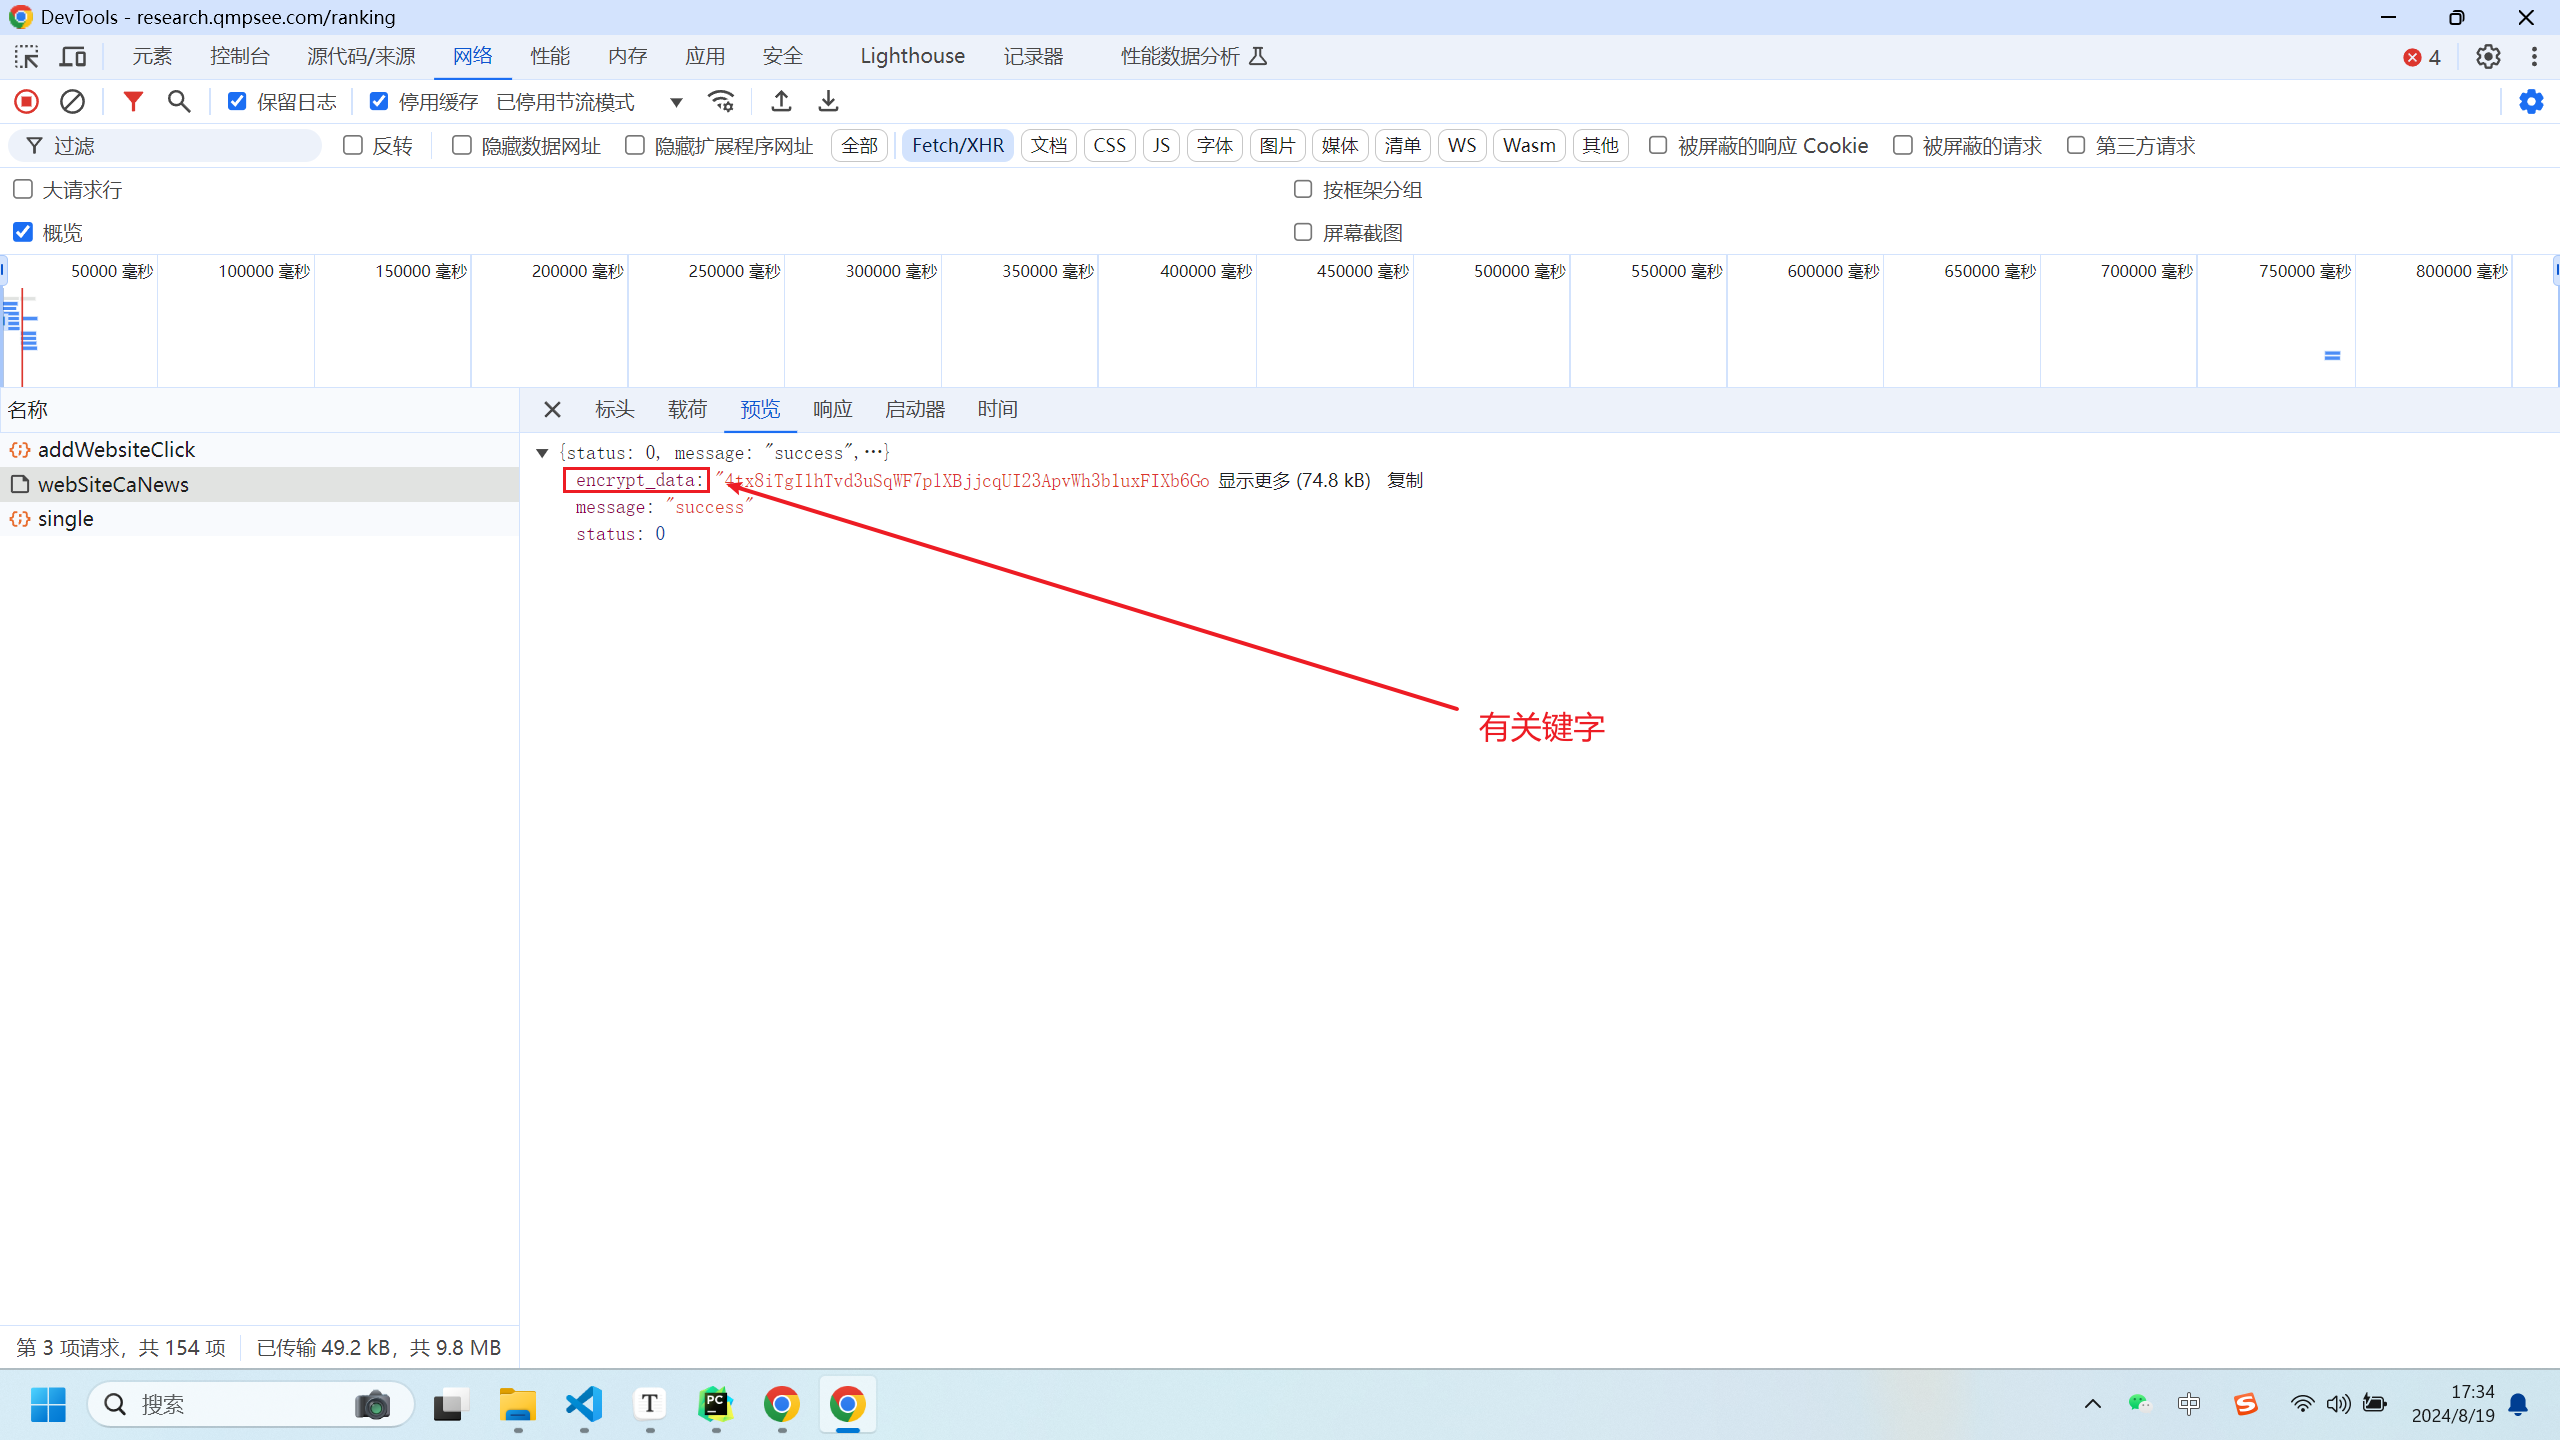 DevTools - research.qmpsee.com/ranking
元素 控制台 源代码/来源 网络 性能 内存 应用 安全 Lighthouse 记录器 性能数据分析 4
保留日志 停用缓存 已停用节流模式
过滤 反转 隐藏数据网址 隐藏扩展程序网址 全部 Fetch/XHR 文档 CSS JS 字体 图片 媒体 清单 WS Wasm 其他 被屏蔽的响应 Cookie 被屏蔽的请求 第三方请求
大请求行 按框架分组
概览 屏幕截图
50000 毫秒 100000 毫秒 150000 毫秒 200000 毫秒 250000 毫秒 300000 毫秒 350000 毫秒 400000 毫秒 450000 毫秒 500000 毫秒 550000 毫秒 600000 毫秒 650000 毫秒 700000 毫秒 750000 毫秒 800000 毫秒
名称
addWebsiteClick
webSiteCaNews
single
标头 载荷 预览 响应 启动器 时间
{status: 0, message: "success",…}
encrypt_data: "4tx8iTgIlhTvd3uSqWF7plXBjjcqUI23ApvWh3bluxFIXb6Go 显示更多 (74.8 kB) 复制
message: "success"
status: 0
有关键字
第 3 项请求，共 154 项 已传输 49.2 kB，共 9.8 MB
搜索
中
17:34
2024/8/19